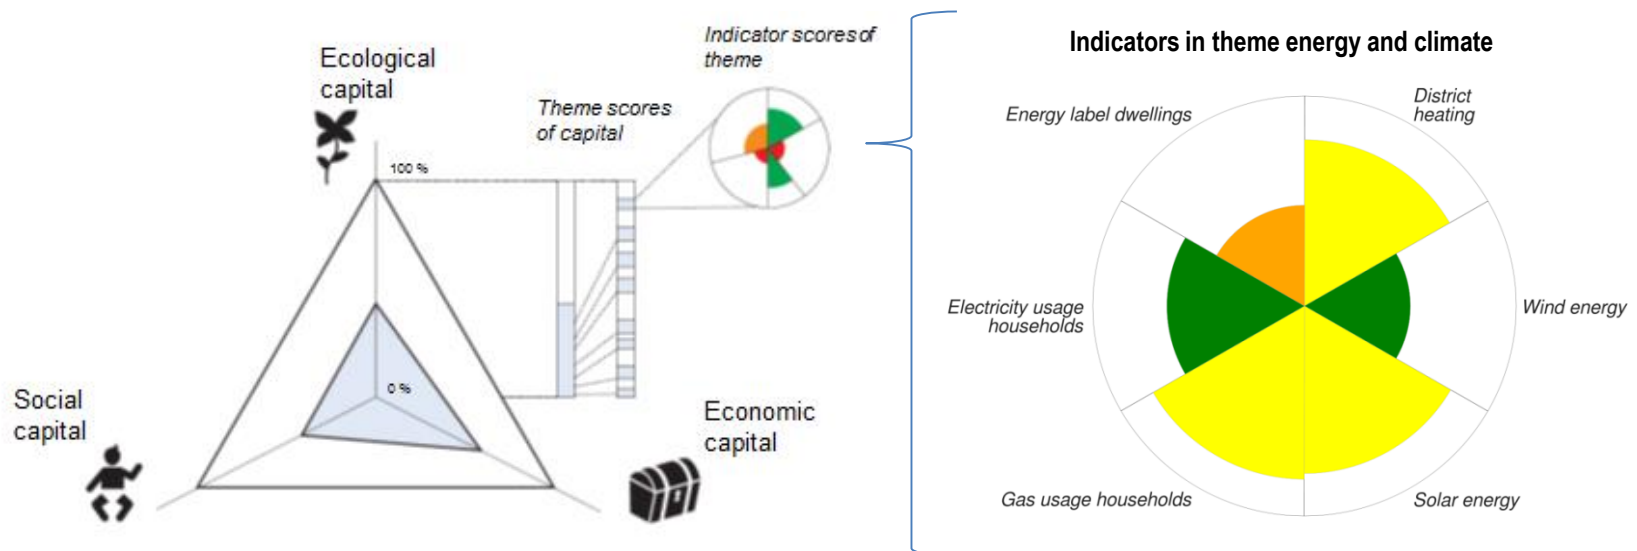 Ecological
capital
100 %
0 %
Social
capital
Economic
capital
Theme scores
of capital
Indicator scores of
theme
Indicators in theme energy and climate
Energy label dwellings
District
heating
Electricity usage
households
Wind energy
Gas usage households
Solar energy